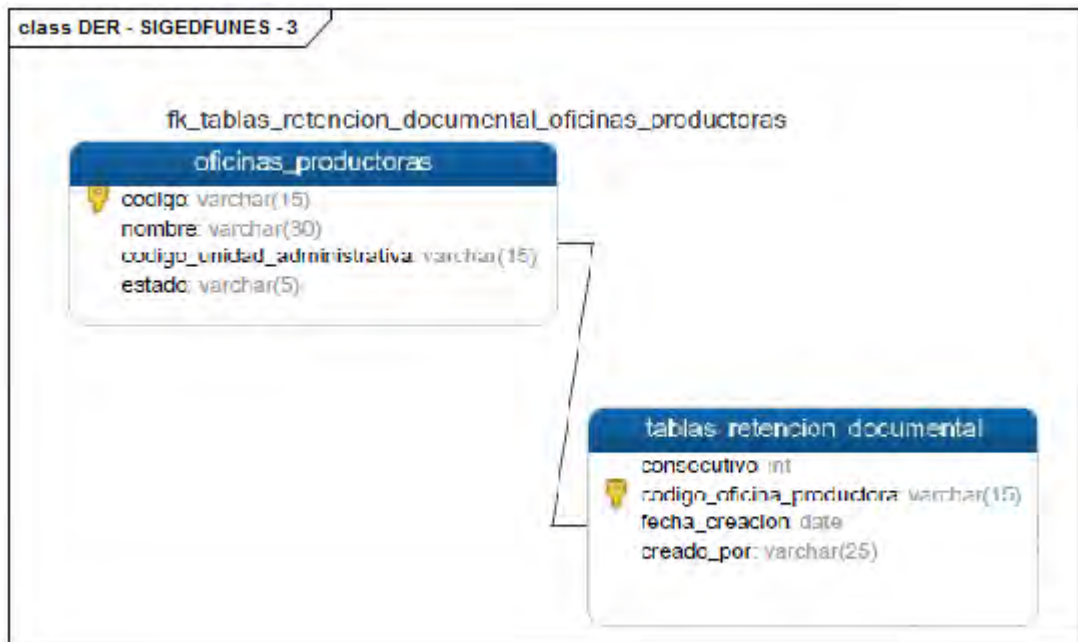 class DER - SIGEDFUNES - 3
fk_tablas_retencion_documental_oficinas_productoras
oficinas_productoras
codigo: varchar(15)
nombre: varchar(30)
codigo_unidad_administrativa: varchar(15)
estado: varchar(5)
tablas_retencion_documental
consecutivo: int
codigo_oficina_productora: varchar(15)
fecha_creacion: date
creado_por: varchar(25)